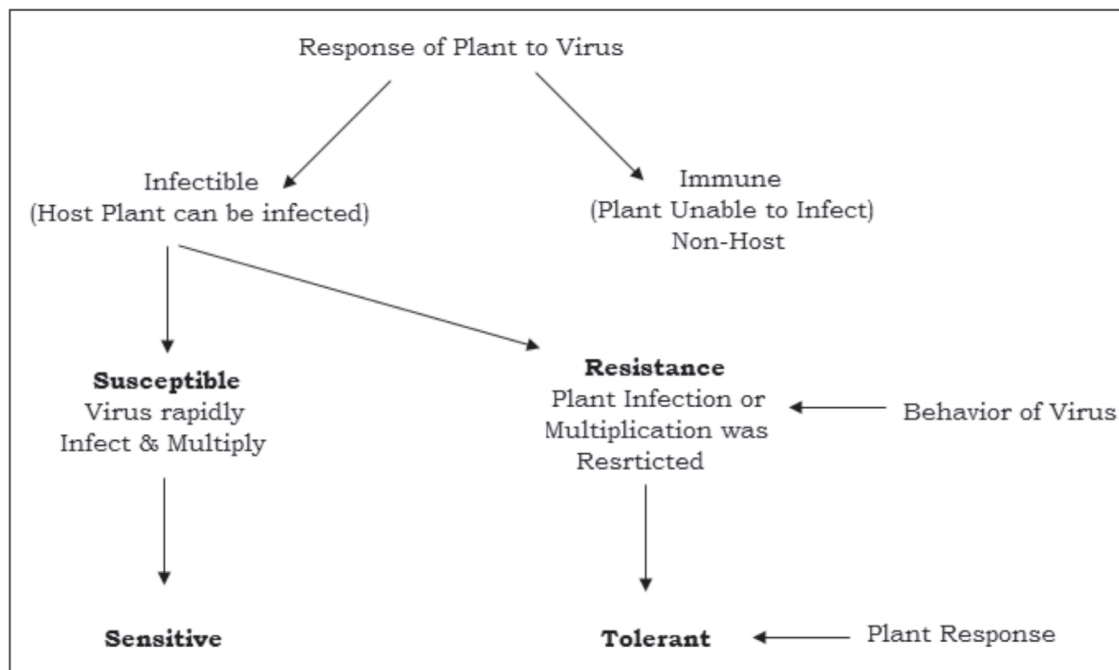 Response of Plant to Virus
Infectible
(Host Plant can be infected)
Immune
(Plant Unable to Infect)
Non-Host
Susceptible
Virus rapidly
Infect & Multiply
Resistance
Plant Infection or
Multiplication was
Resrticted
Behavior of Virus
Sensitive
Tolerant
Plant Response